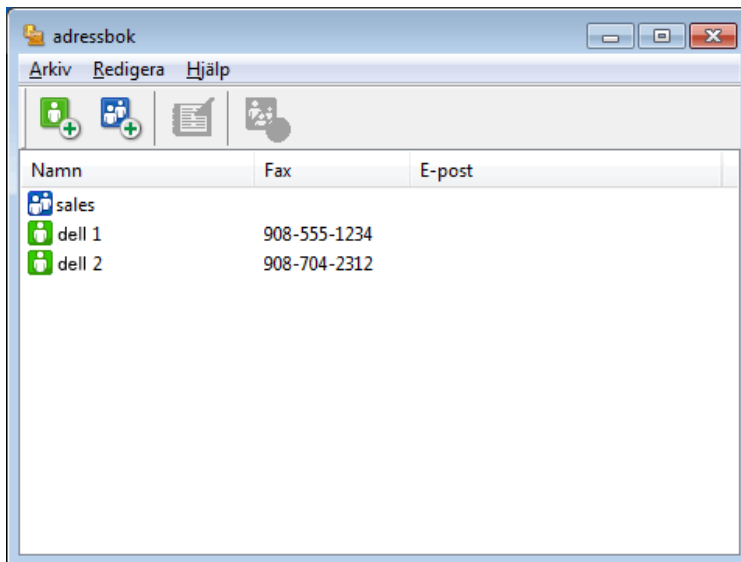 adressbok
Arkiv Redigera Hjälp
Namn Fax E-post
sales
dell 1 908-555-1234
dell 2 908-704-2312